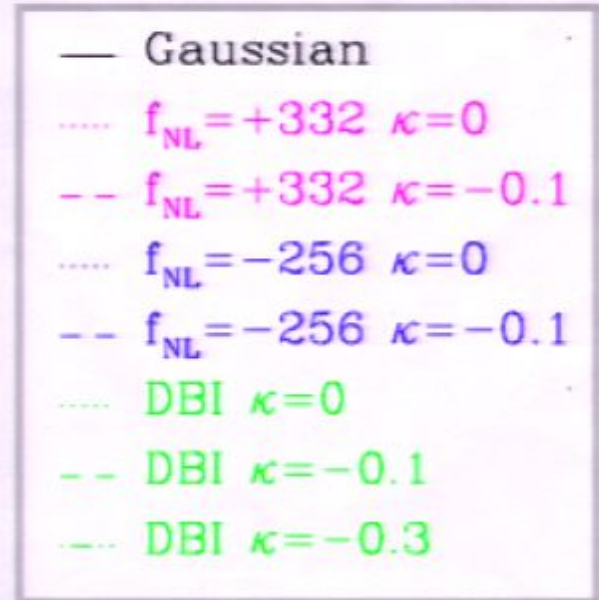 Gaussian
f_NL=+332 κ=0
f_NL=+332 κ=−0.1
f_NL=−256 κ=0
f_NL=−256 κ=−0.1
DBI κ=0
DBI κ=−0.1
DBI κ=−0.3